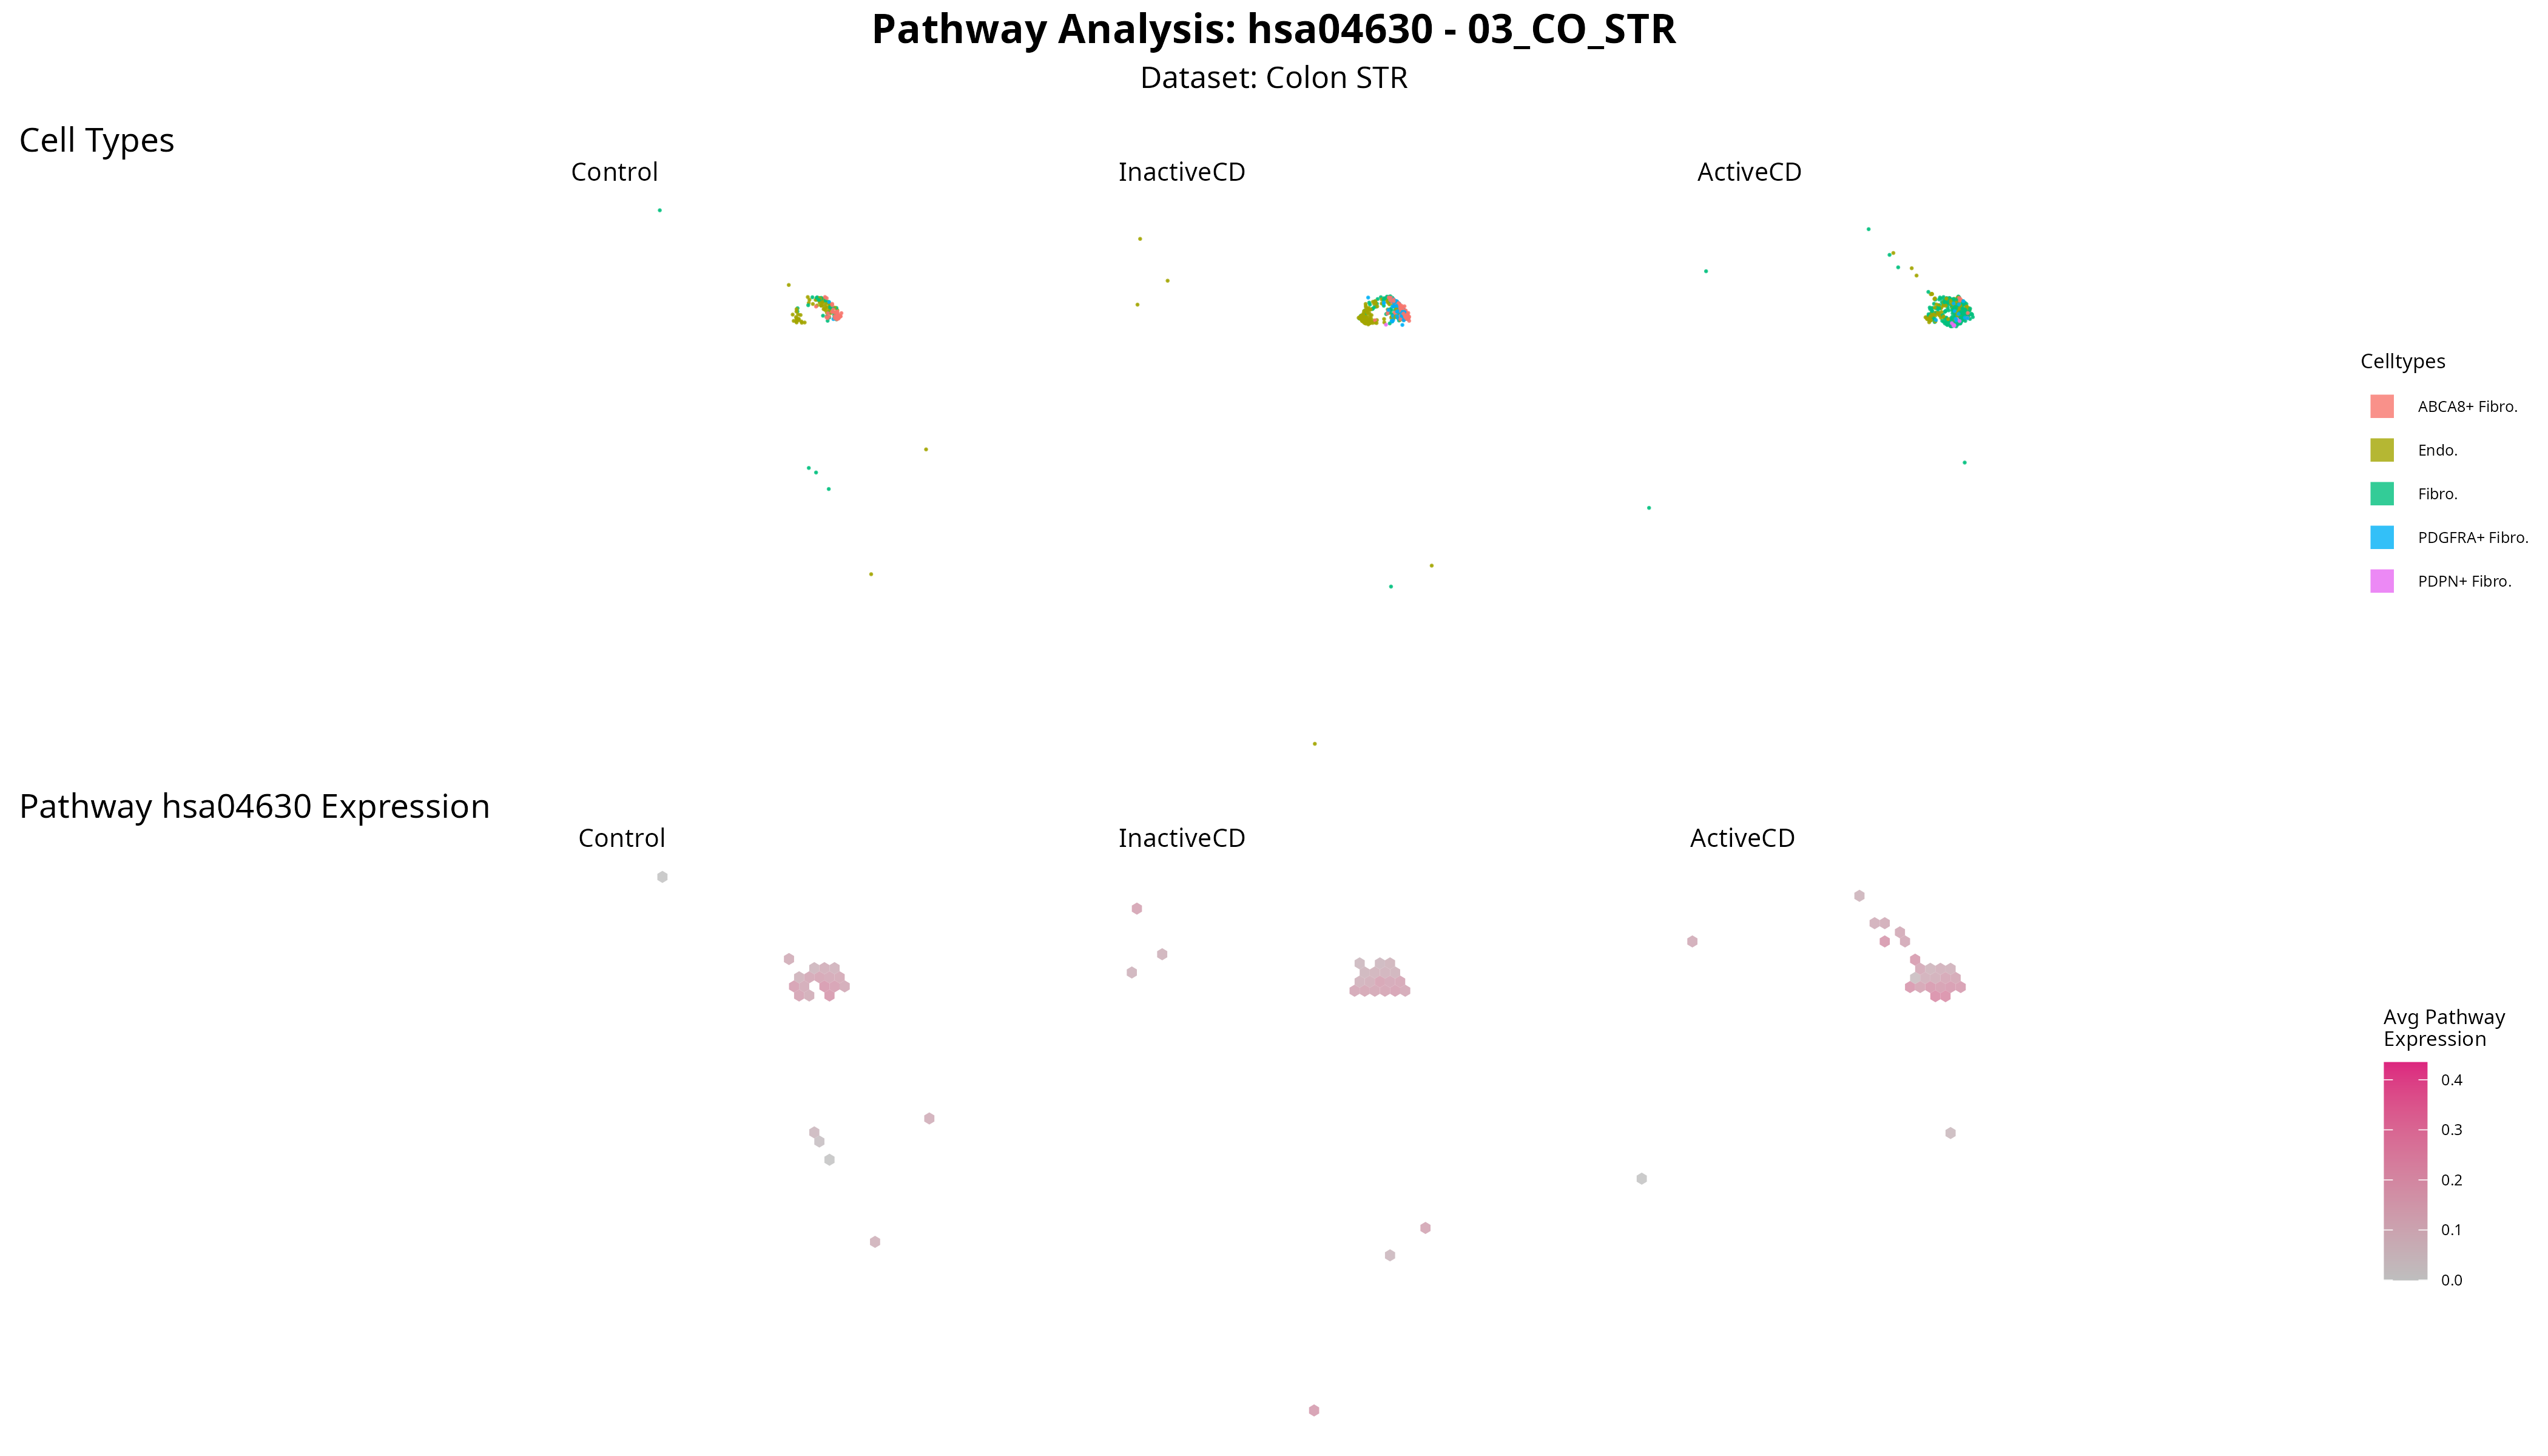 Pathway Analysis: hsa04630 - 03_CO_STR
Dataset: Colon STR
Cell Types
Control
InactiveCD
ActiveCD
Celltypes
ABCA8+ Fibro.
Endo.
Fibro.
PDGFRA+ Fibro.
PDPN+ Fibro.
Pathway hsa04630 Expression
Control
InactiveCD
ActiveCD
Avg Pathway
Expression
0.4
0.3
0.2
0.1
0.0